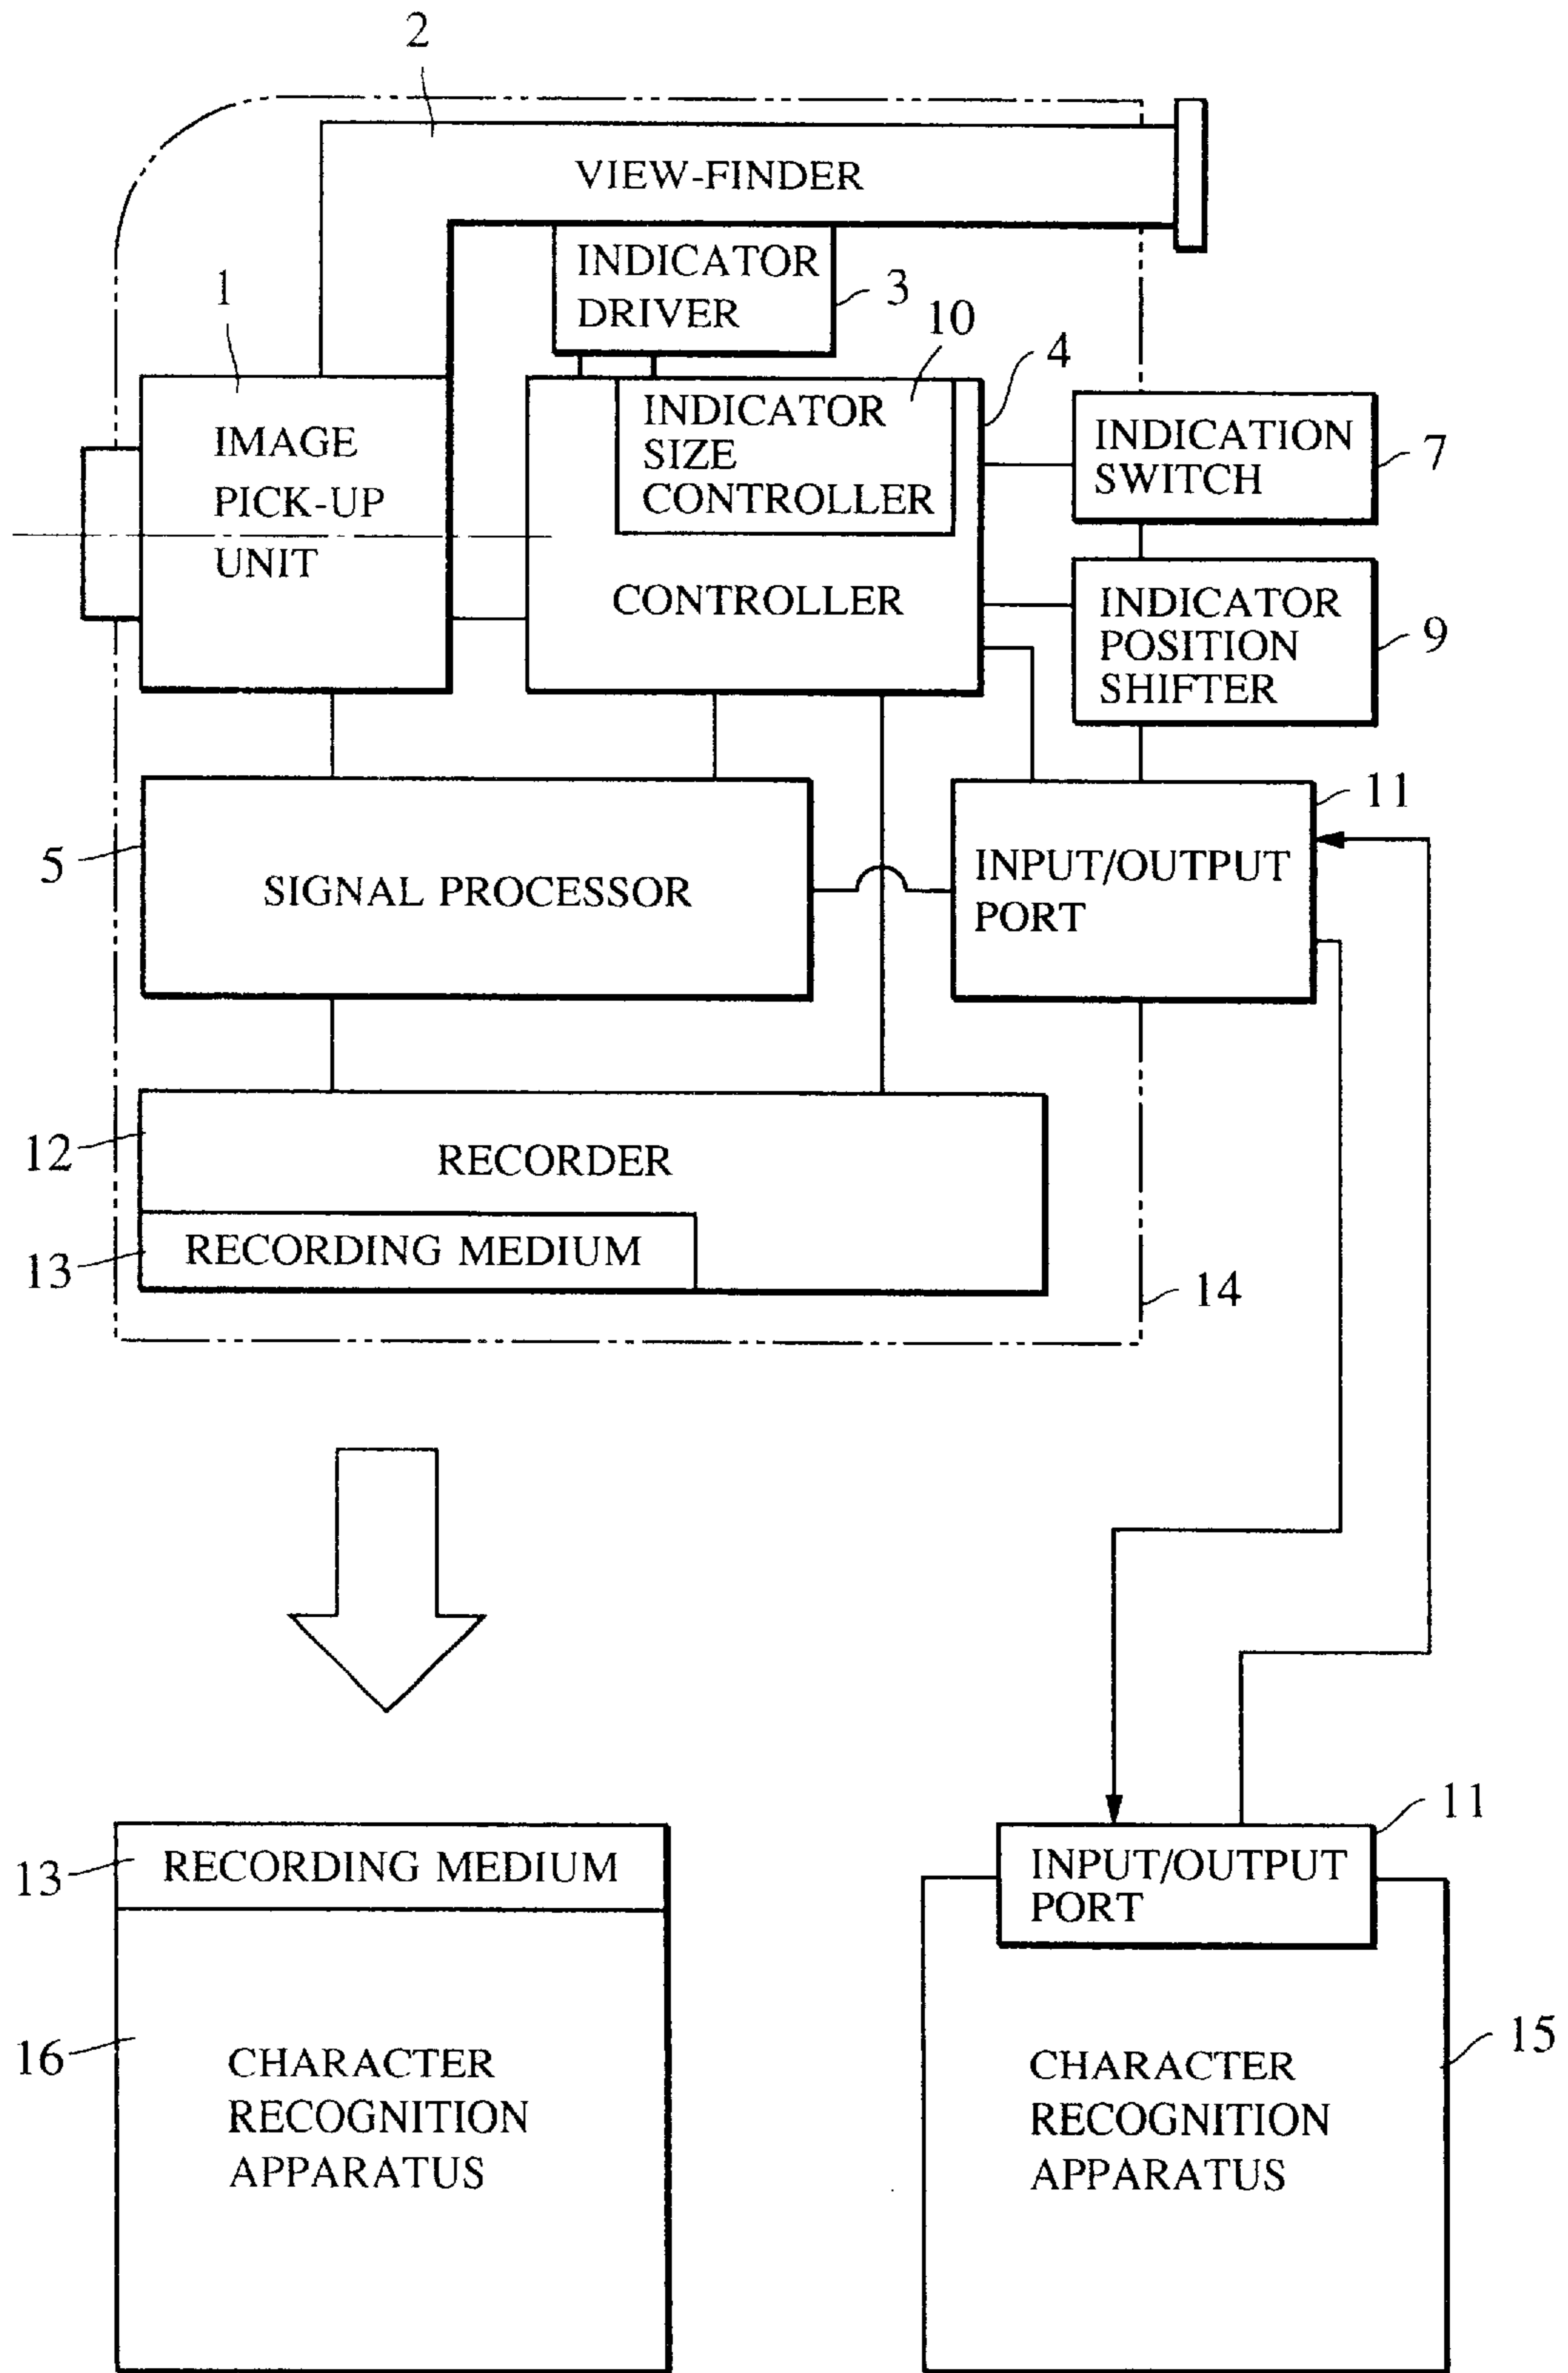 2
VIEW-FINDER
INDICATOR
DRIVER
3
1
10
4
IMAGE
PICK-UP
UNIT
INDICATOR
SIZE
CONTROLLER
CONTROLLER
INDICATION
SWITCH
7
INDICATOR
POSITION
SHIFTER
9
5
SIGNAL PROCESSOR
INPUT/OUTPUT
PORT
11
12
RECORDER
13
RECORDING MEDIUM
14
13
RECORDING MEDIUM
16
CHARACTER
RECOGNITION
APPARATUS
11
INPUT/OUTPUT
PORT
15
CHARACTER
RECOGNITION
APPARATUS